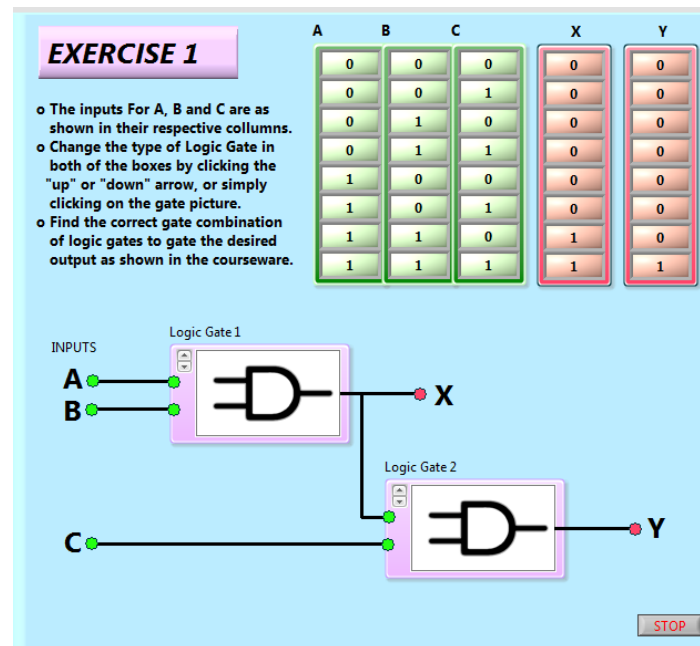 EXERCISE 1
o The inputs For A, B and C are as
shown in their respective collumns.
o Change the type of Logic Gate in
both of the boxes by clicking the
"up" or "down" arrow, or simply
clicking on the gate picture.
o Find the correct gate combination
of logic gates to gate the desired
output as shown in the courseware.
A B C X Y
0 0 0 0 0
0 0 1 0 0
0 1 0 0 0
0 1 1 0 0
1 0 0 0 0
1 0 1 0 0
1 1 0 1 0
1 1 1 1 1
Logic Gate 1
INPUTS
A
B
X
Logic Gate 2
C
Y
STOP